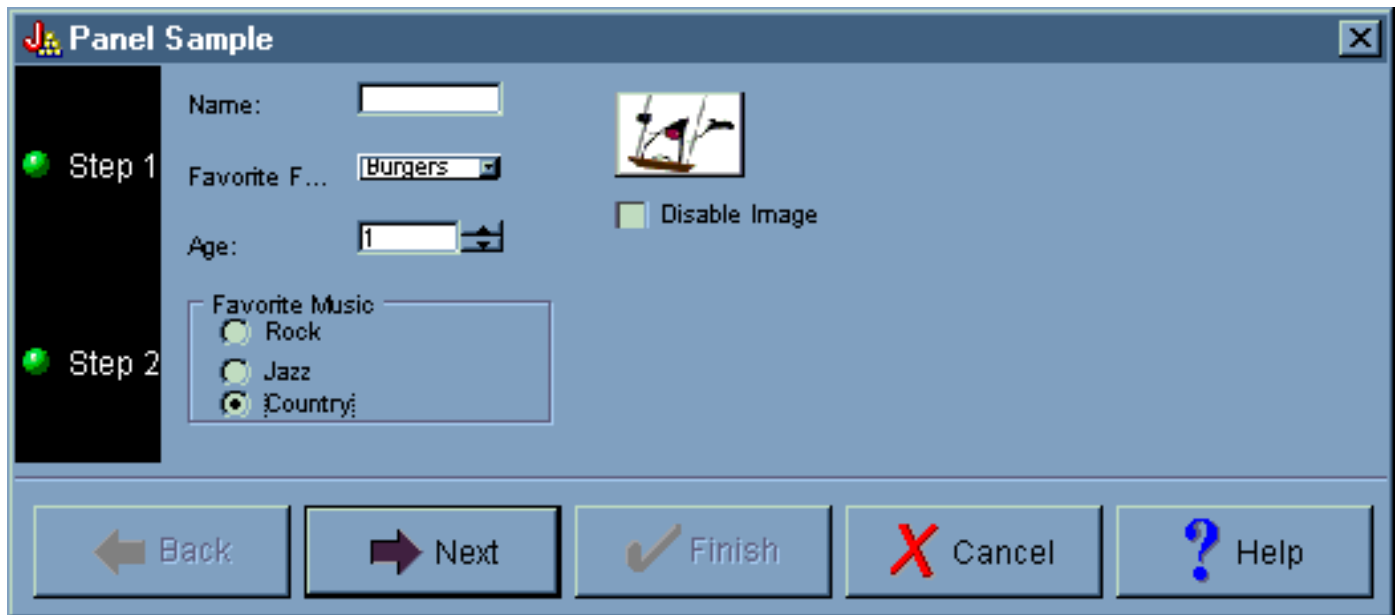 Panel Sample
Step 1
Step 2
Name:
Favorite F...
Burgers
Age:
1
Favorite Music
Rock
Jazz
Country
Disable Image
Back
Next
Finish
Cancel
Help